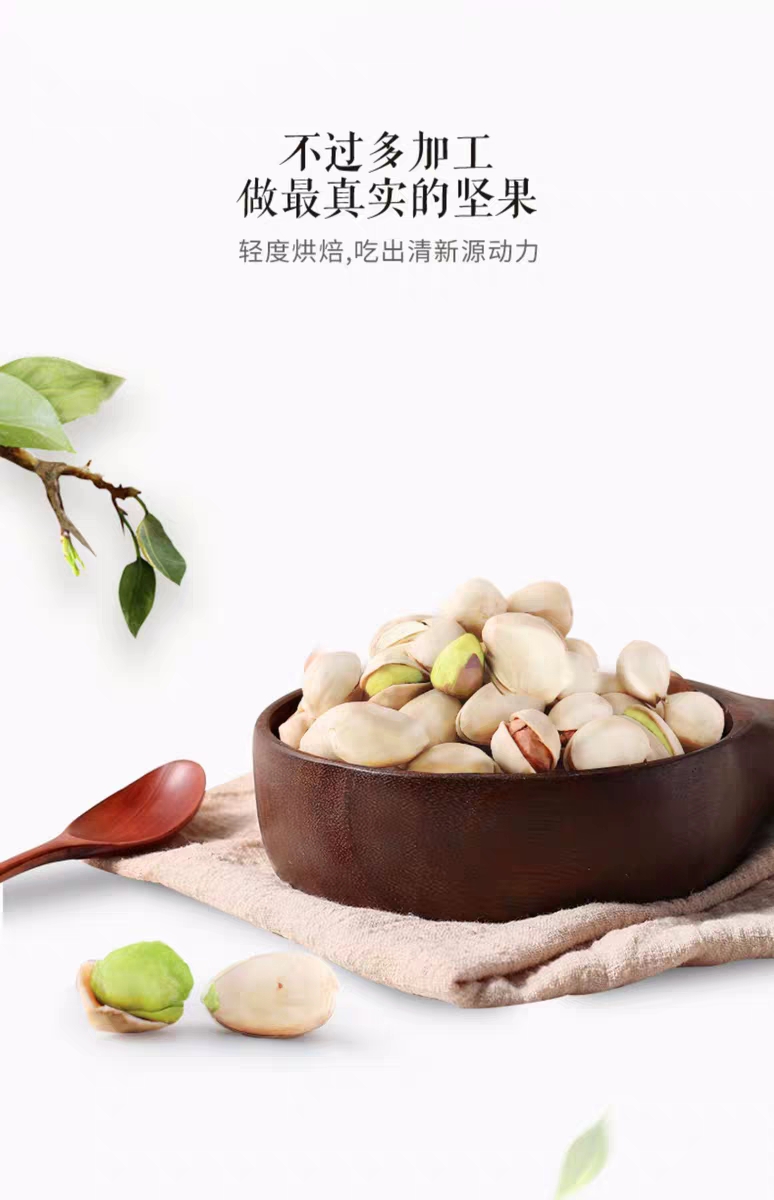 不过多加工
做最真实的坚果
轻度烘焙,吃出清新源动力